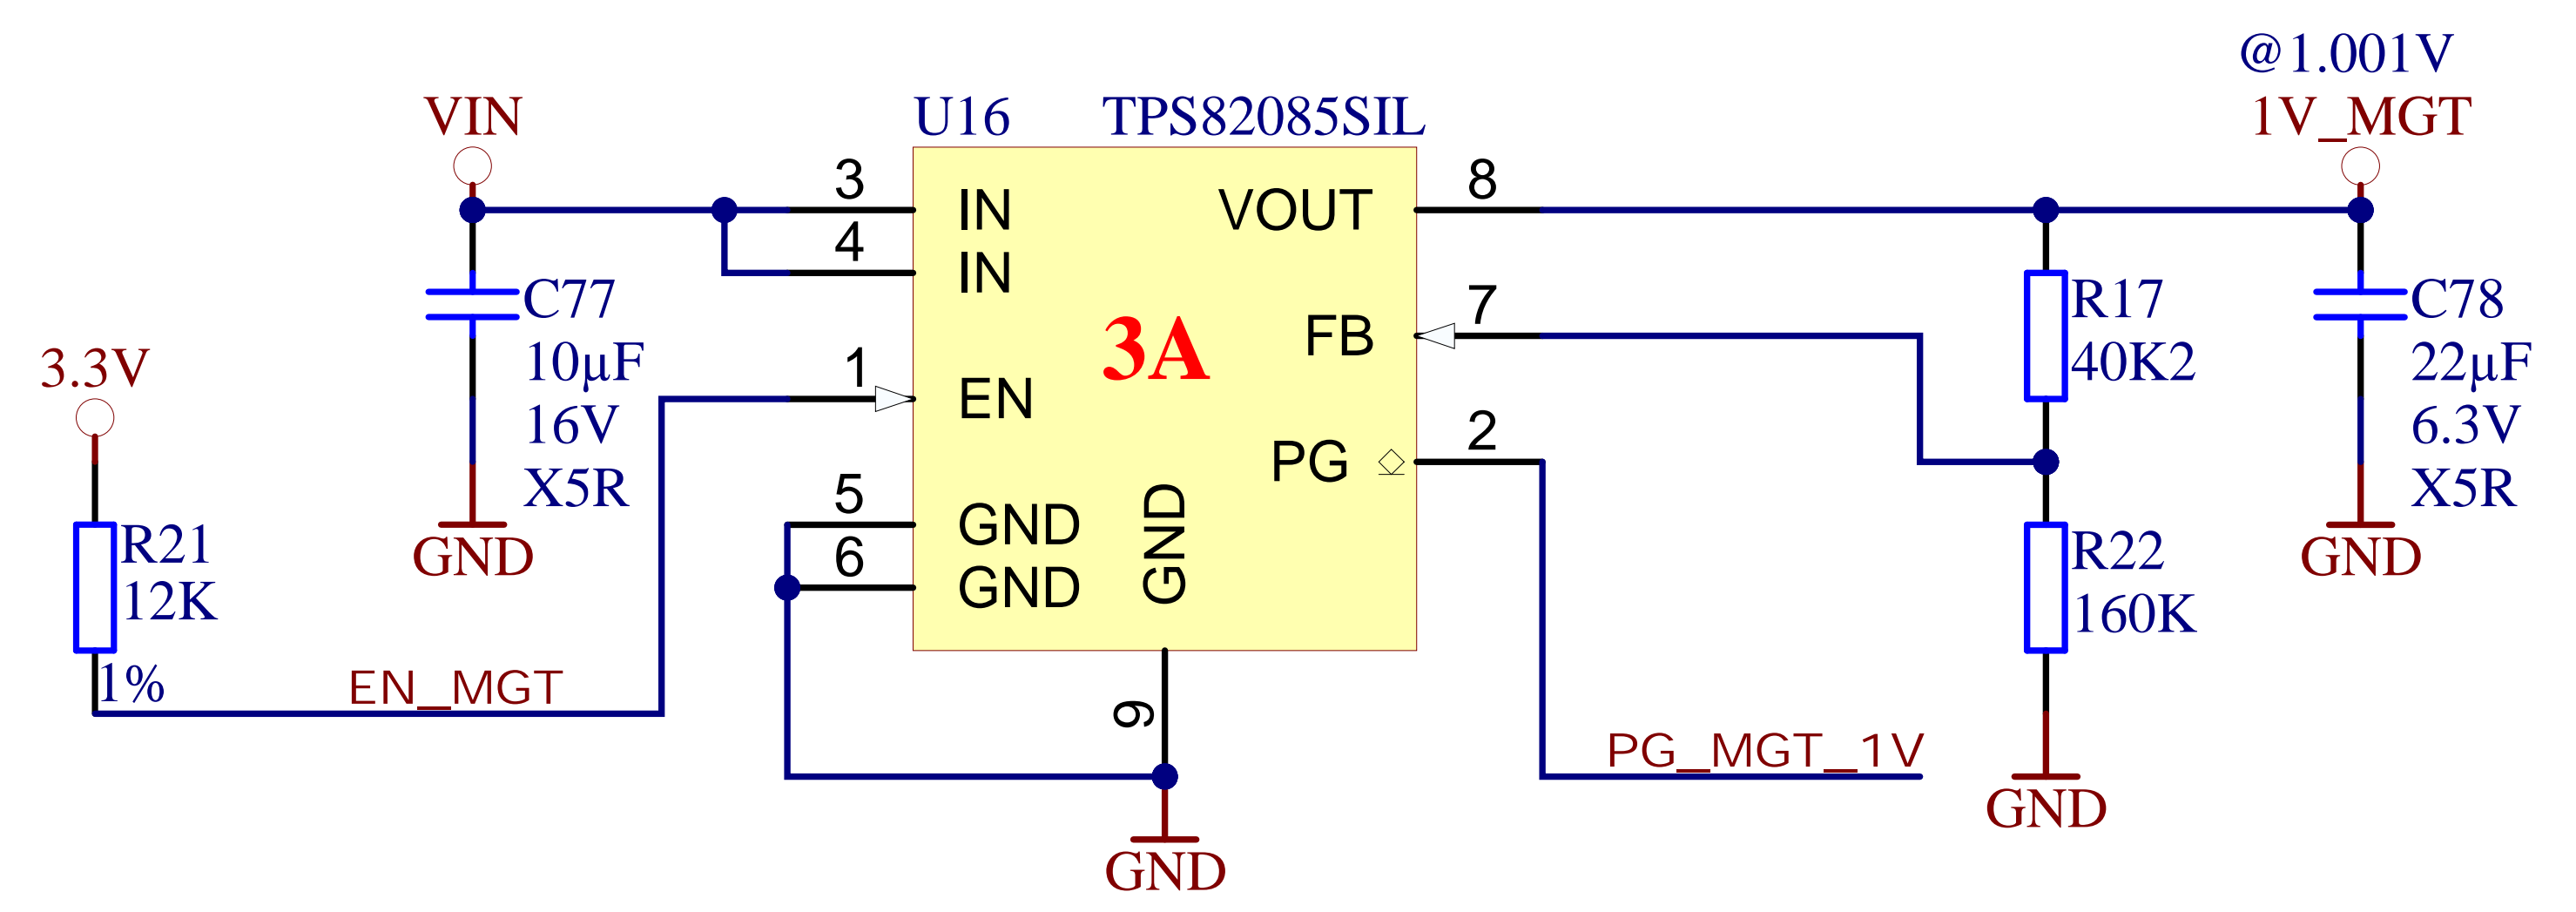 @1.001V
VIN
U16 TPS82085SIL
1V_MGT
3 IN VOUT 8
4 IN
C77
10µF
16V
X5R
GND
3.3V
R21
12K
1%
EN_MGT
1 EN
3A
FB 7
PG 2
5 GND
6 GND
GND
9
GND
R17
40K2
R22
160K
GND
C78
22µF
6.3V
X5R
GND
PG_MGT_1V